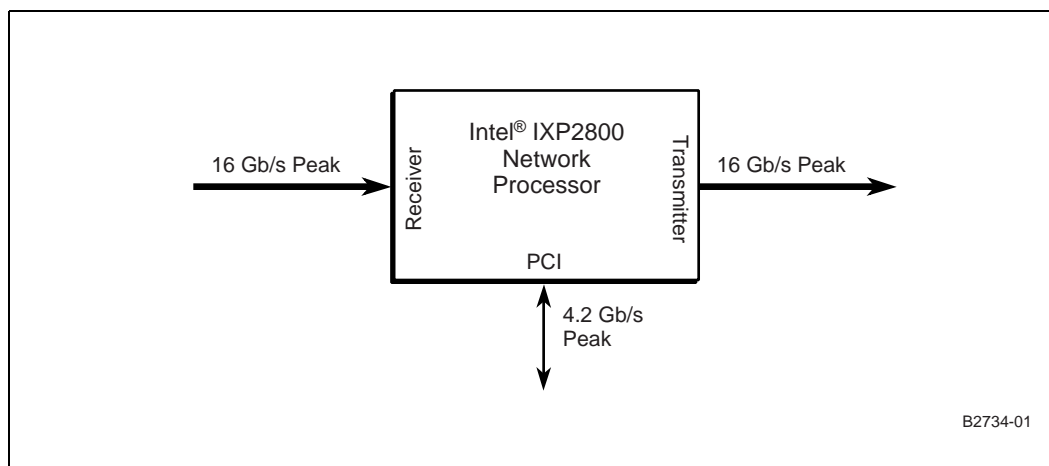 Intel® IXP2800
Network
Processor
16 Gb/s Peak
Receiver
Transmitter
16 Gb/s Peak
PCI
4.2 Gb/s
Peak
B2734-01